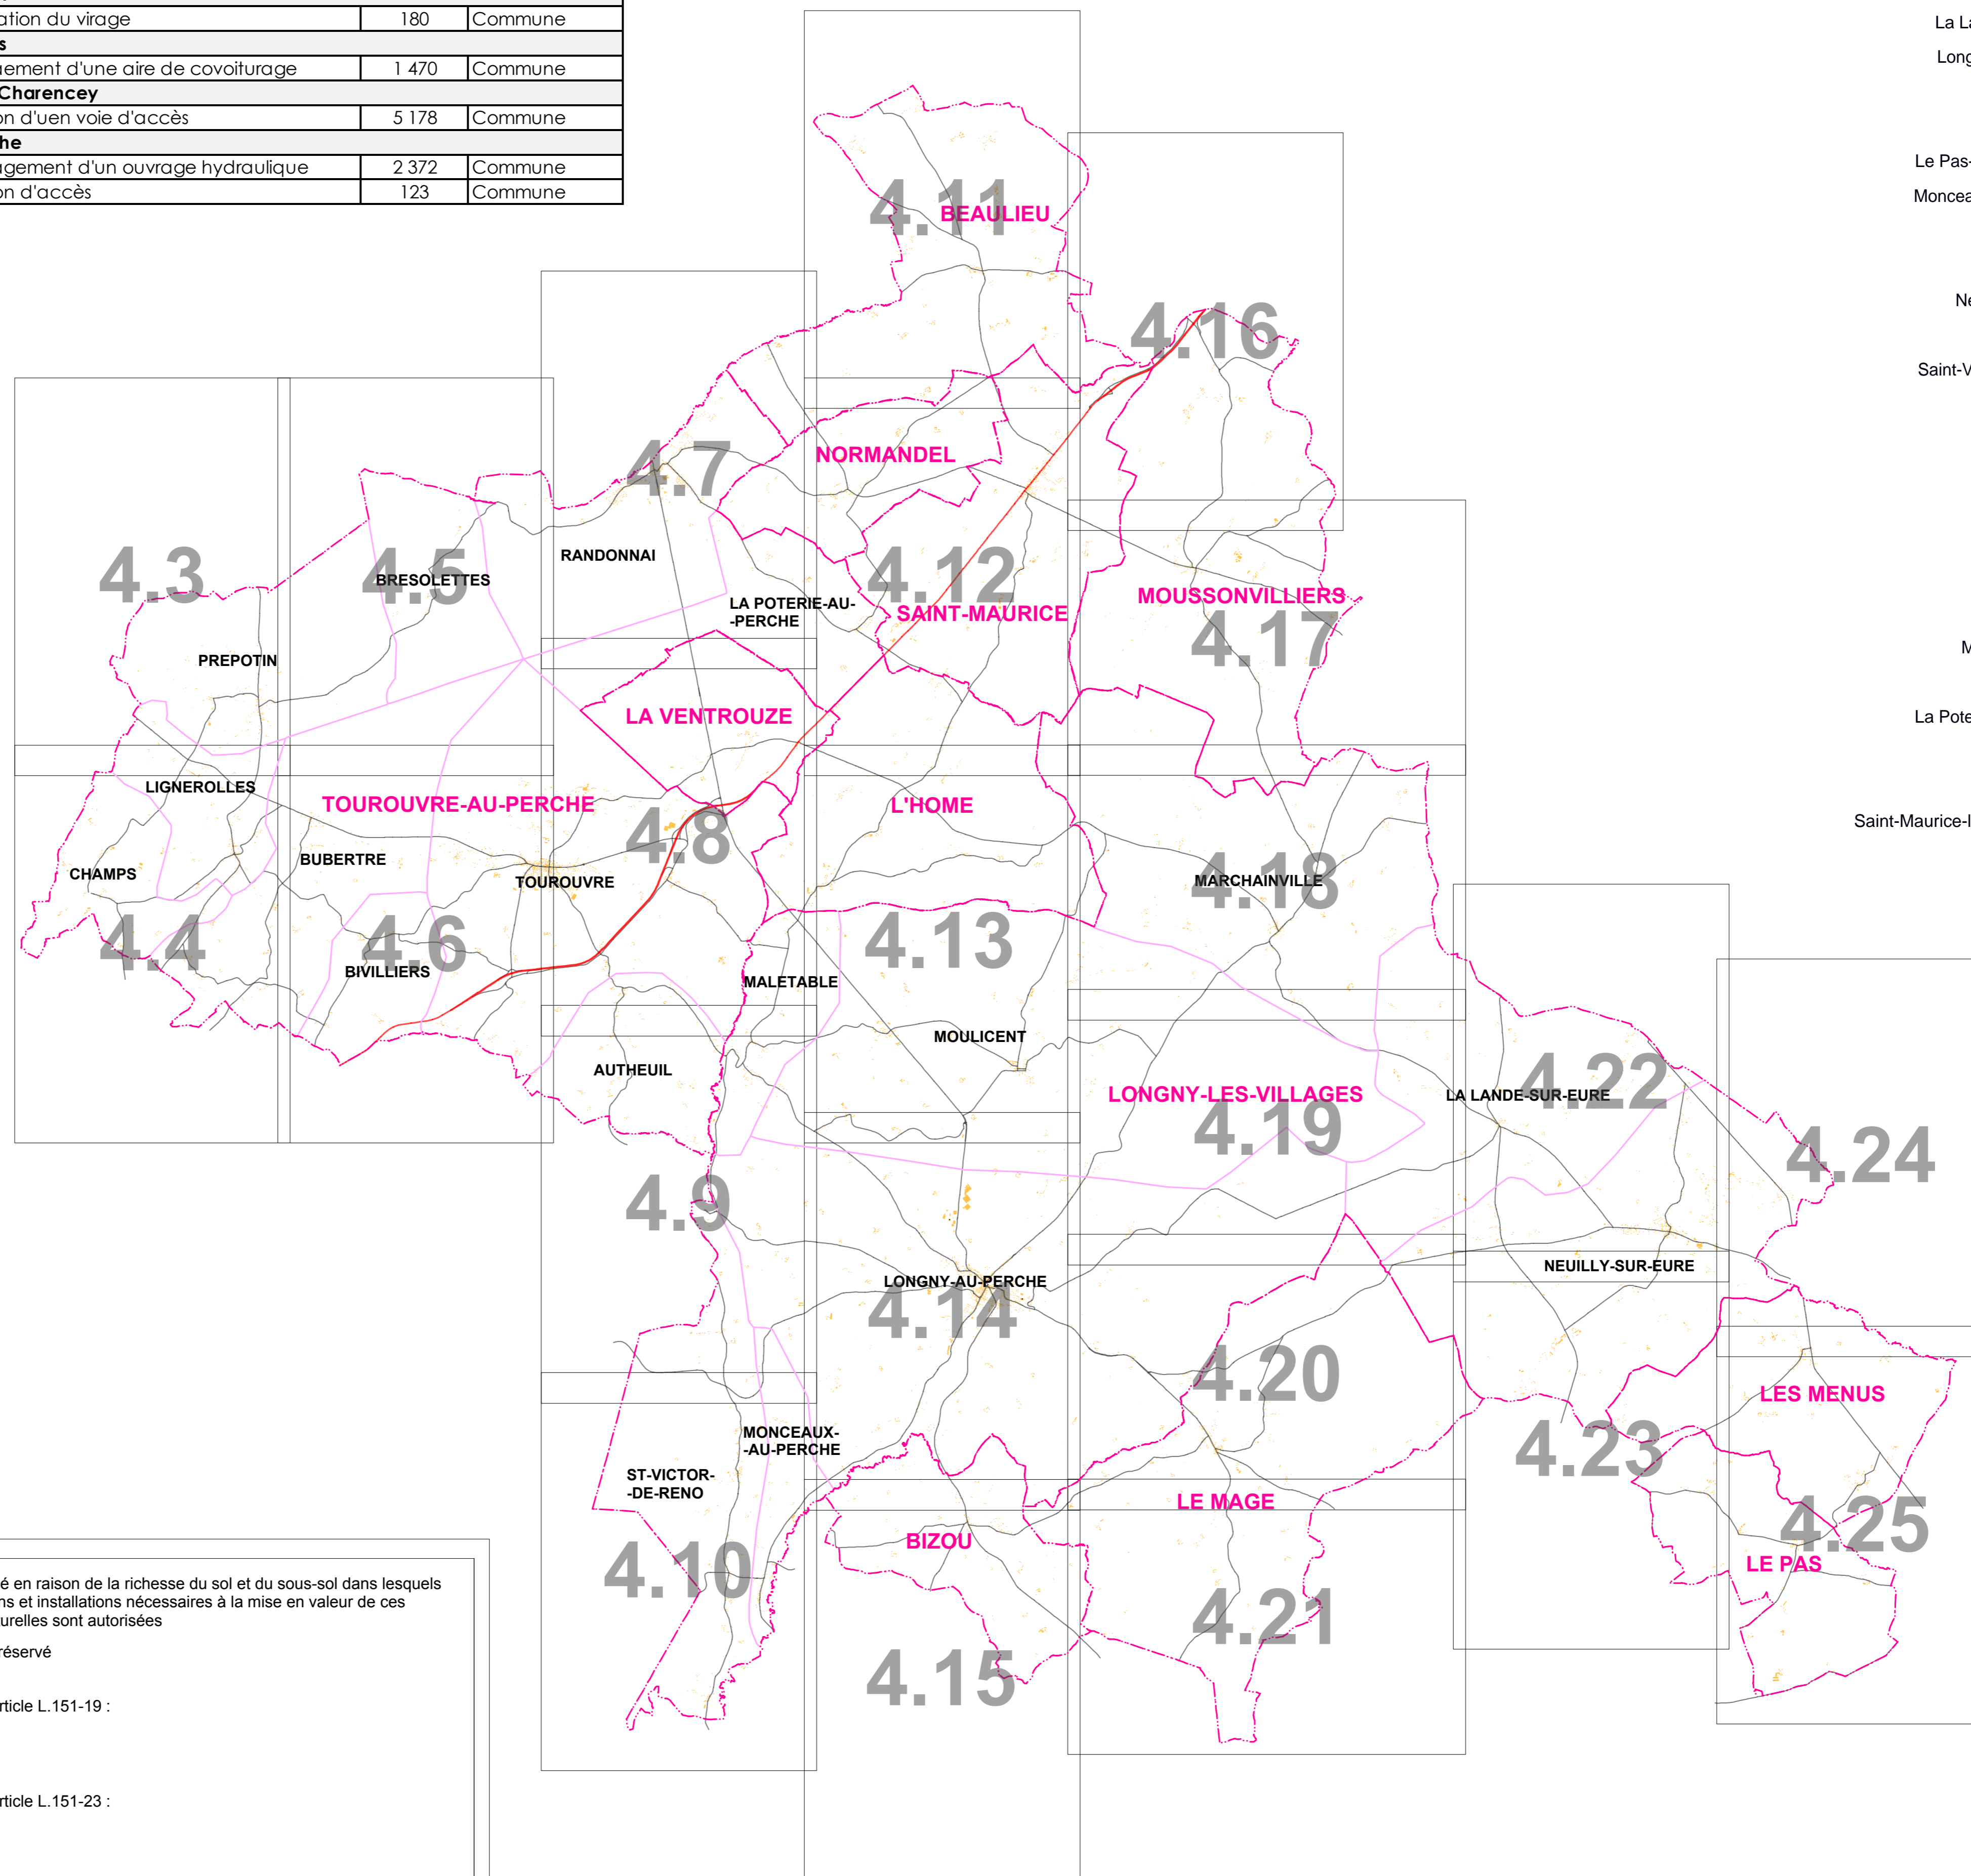 ation du virage 180 Commune
s
ement d'une aire de covoiturage 1 470 Commune
Charencey
on d'uen voie d'accès 5 178 Commune
he
agement d'un ouvrage hydraulique 2 372 Commune
on d'accès 123 Commune
La La
Long
Le Pas-
Moncea
Ne
Saint-V
M
La Pote
Saint-Maurice-l
4.11
BEAULIEU
4.16
4.7
NORMANDEL
4.3
4.5
BRESOLETTES
RANDONNAI
4.12
LA POTERIE-AU-
-PERCHE
SAINT-MAURICE
MOUSSONVILLIERS
4.17
PREPOTIN
LA VENTROUZE
LIGNEROLLES
TOUROUVRE-AU-PERCHE
L'HOME
4.8
BUBERTRE
CHAMPS
TOUROUVRE
4.18
MARCHAINVILLE
4.4
4.6
BIVILLIERS
4.13
MALETABLE
MOULICENT
AUTHEUIL
LONGNY-LES-VILLAGES
4.19
LA LANDE-SUR-EURE
4.22
4.24
4.9
NEUILLY-SUR-EURE
LONGNY-AU-PERCHE
4.14
4.20
LES MENUS
MONCEAUX-
-AU-PERCHE
4.23
ST-VICTOR-
-DE-RENO
LE MAGE
4.25
BIZOU
LE PAS
4.10
4.21
4.15
é en raison de la richesse du sol et du sous-sol dans lesquels
ns et installations nécessaires à la mise en valeur de ces
urelles sont autorisées
réservé
rticle L.151-19 :
rticle L.151-23 :